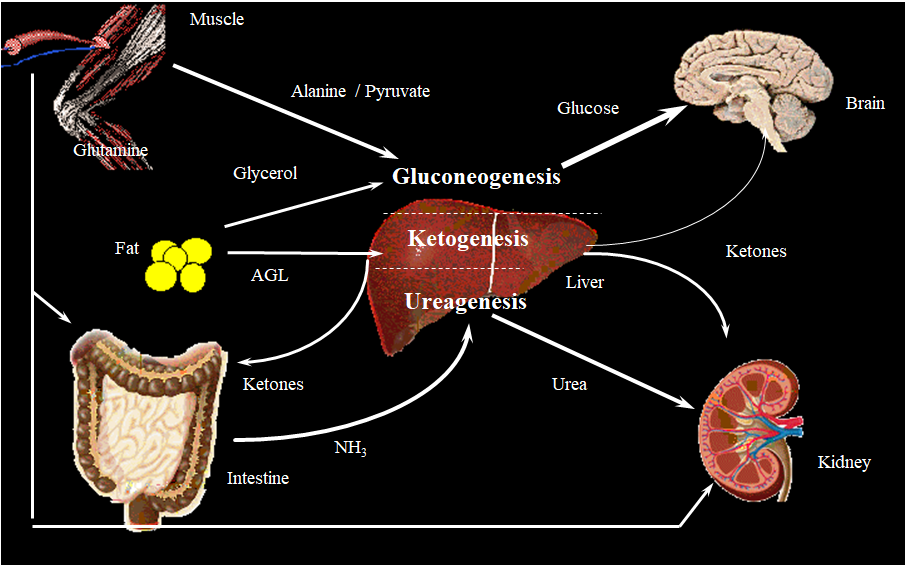 Muscle
Alanine / Pyruvate
Glucose
Brain
Glutamine
Glycerol
Gluconeogenesis
Fat
Ketogenesis
Ketones
AGL
Liver
Ureagenesis
Ketones
Urea
NH₃
Kidney
Intestine